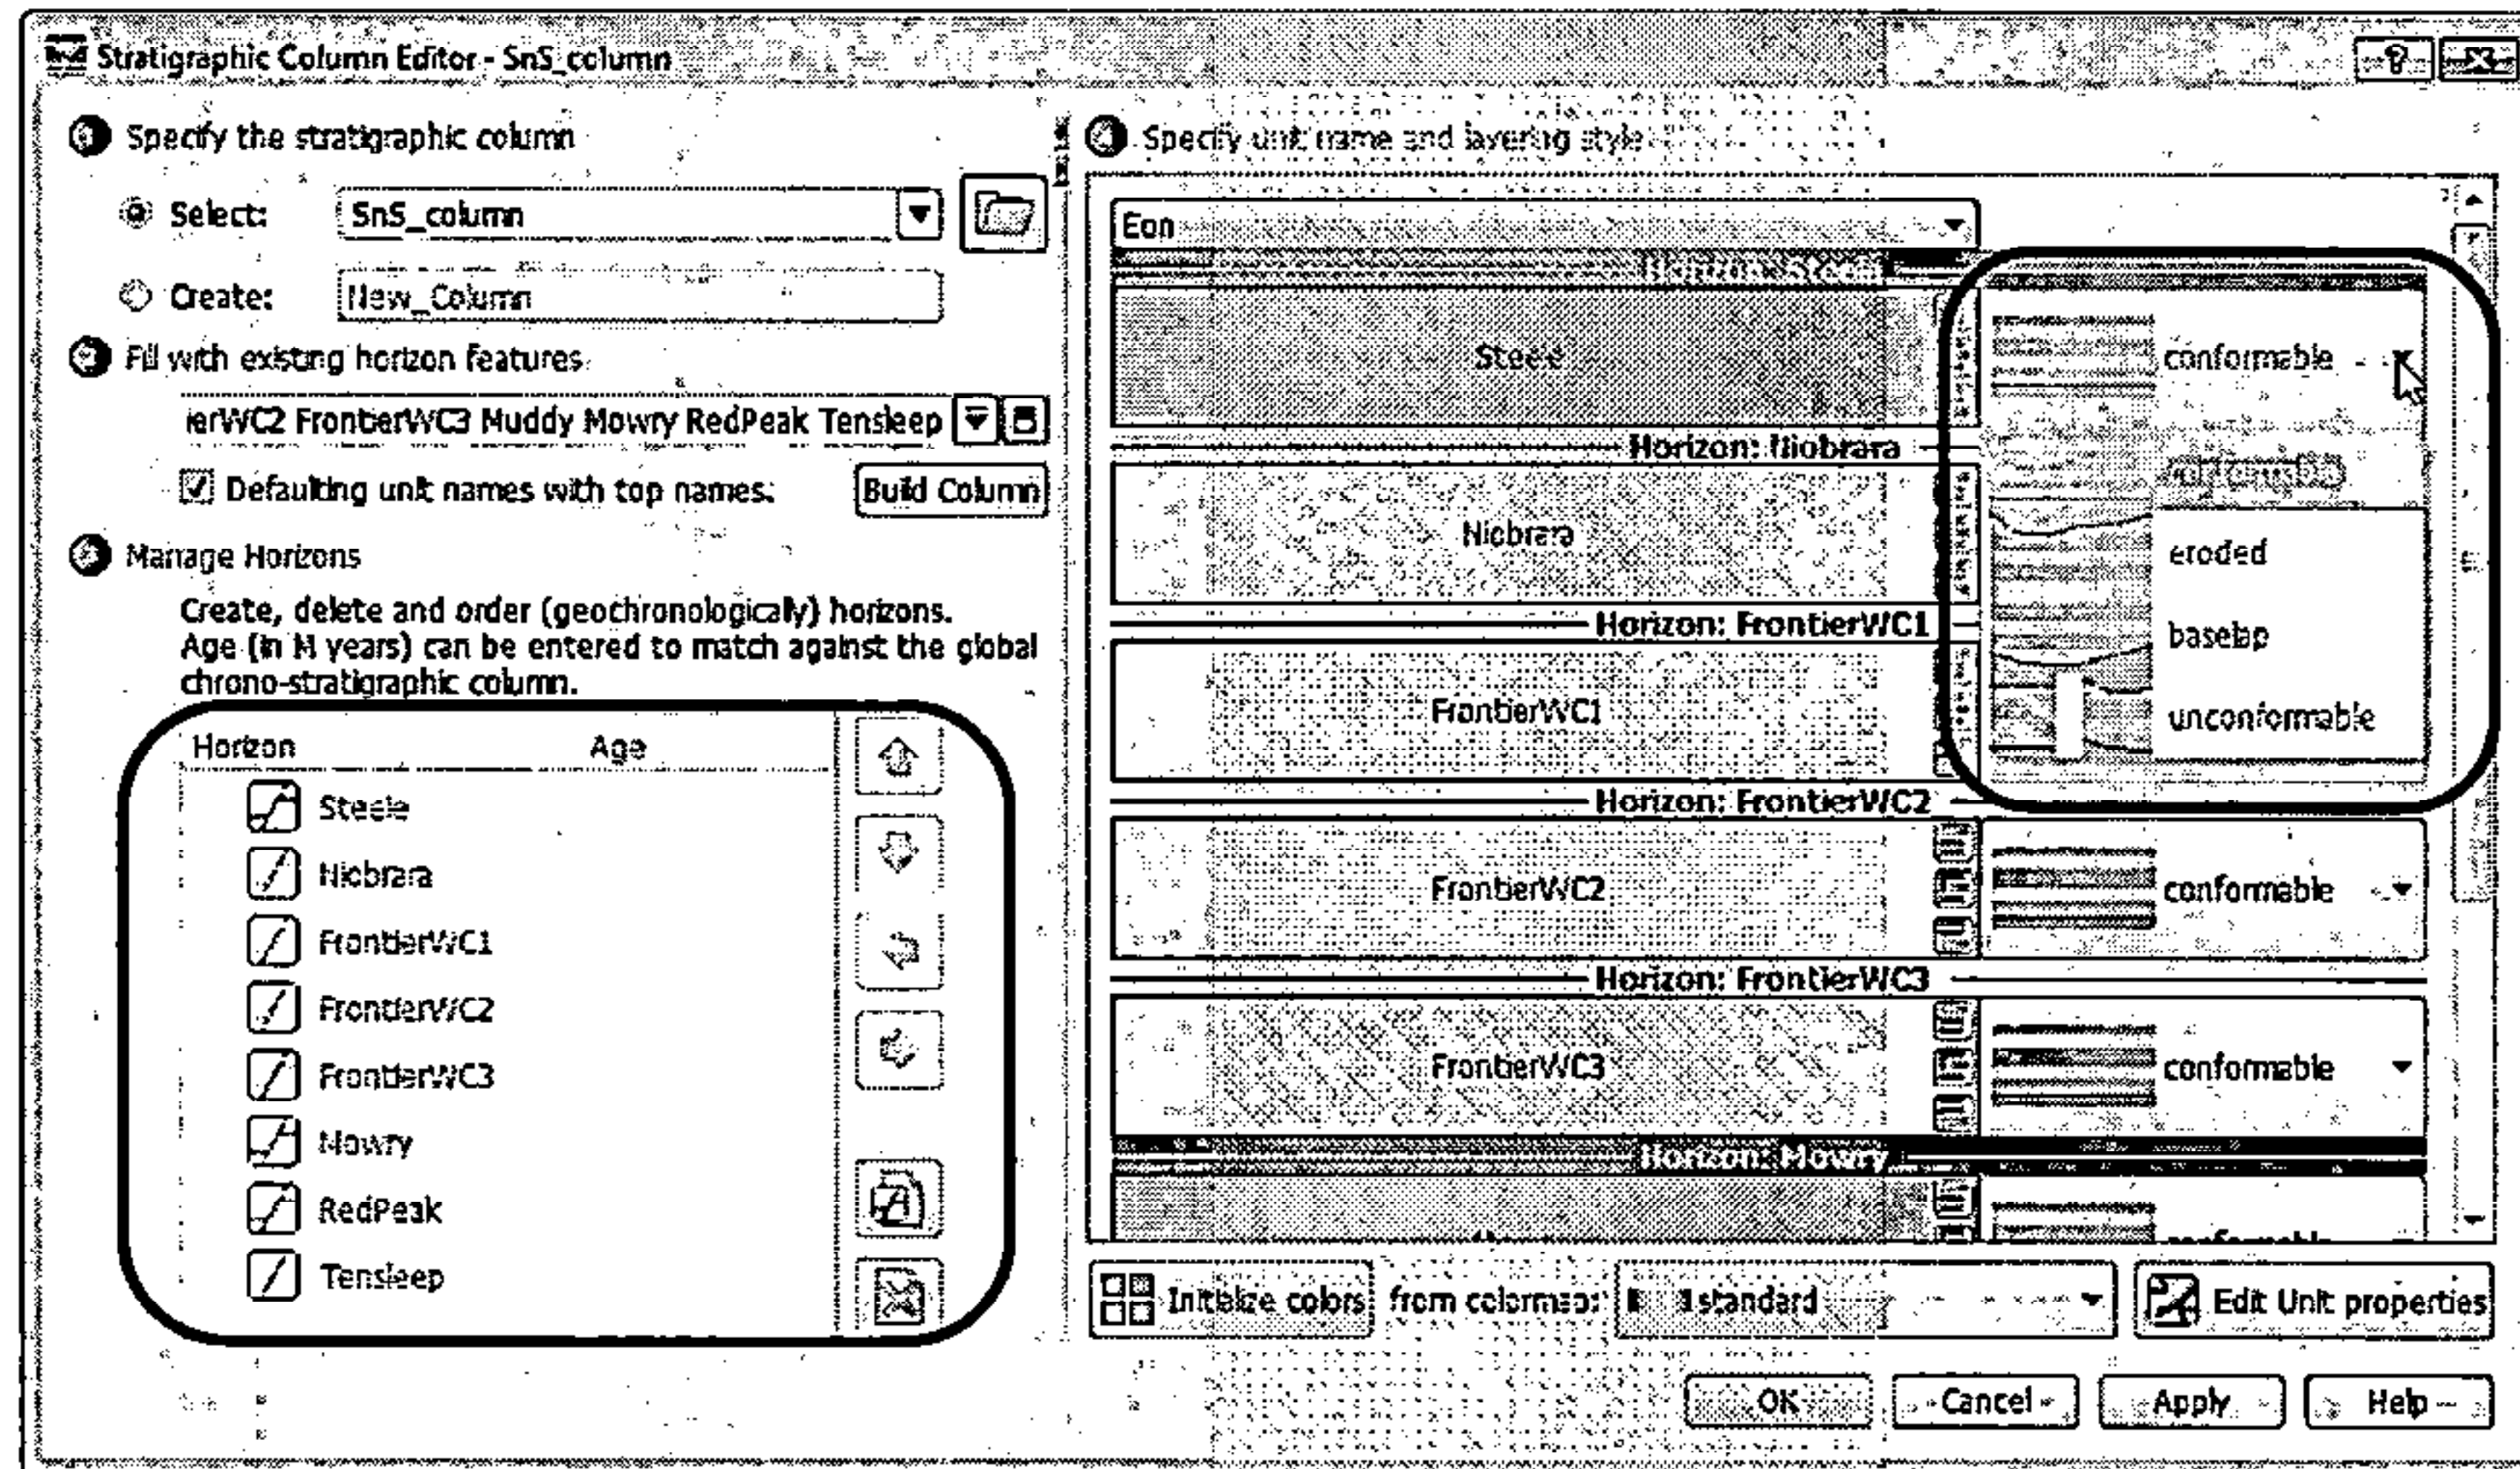 Stratigraphic Column Editor - SnS_column
Specify the stratigraphic column
Select: SnS_column
Create: New_Column
Fill with existing horizon features
ierWC2 FrontierWC3 Muddy Mowry RedPeak Tensleep
Defaulting unit names with top names. Build Column
Manage Horizons
Create, delete and order (geochronologically) horizons.
Age (in M years) can be entered to match against the global
chrono-stratigraphic column.
Horizon Age
Steele
Niobrara
FrontierWC1
FrontierWC2
FrontierWC3
Mowry
RedPeak
Tensleep
Specify unit name and layering style
Eon
Horizon: Steele
Steele conformable
conformable
Horizon: Niobrara
Niobrara
eroded
Horizon: FrontierWC1
baselap
FrontierWC1
unconformable
Horizon: FrontierWC2
FrontierWC2 conformable
Horizon: FrontierWC3
FrontierWC3 conformable
Horizon: Mowry
conformable
Initialize colors from colormap: standard Edit Unit properties
OK Cancel Apply Help